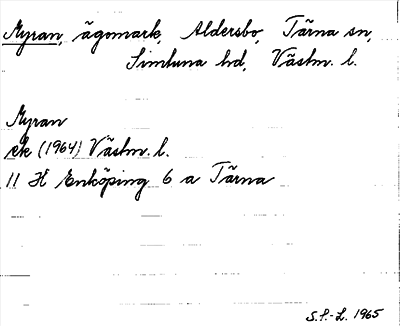 Myran, ägomark, Aldersbo, Tärna sn,
Simtuna hd, Västm. l.
Myran
ek (1964) Västm. l.
11 H Enköping 6 a Tärna
S.P.-L. 1965